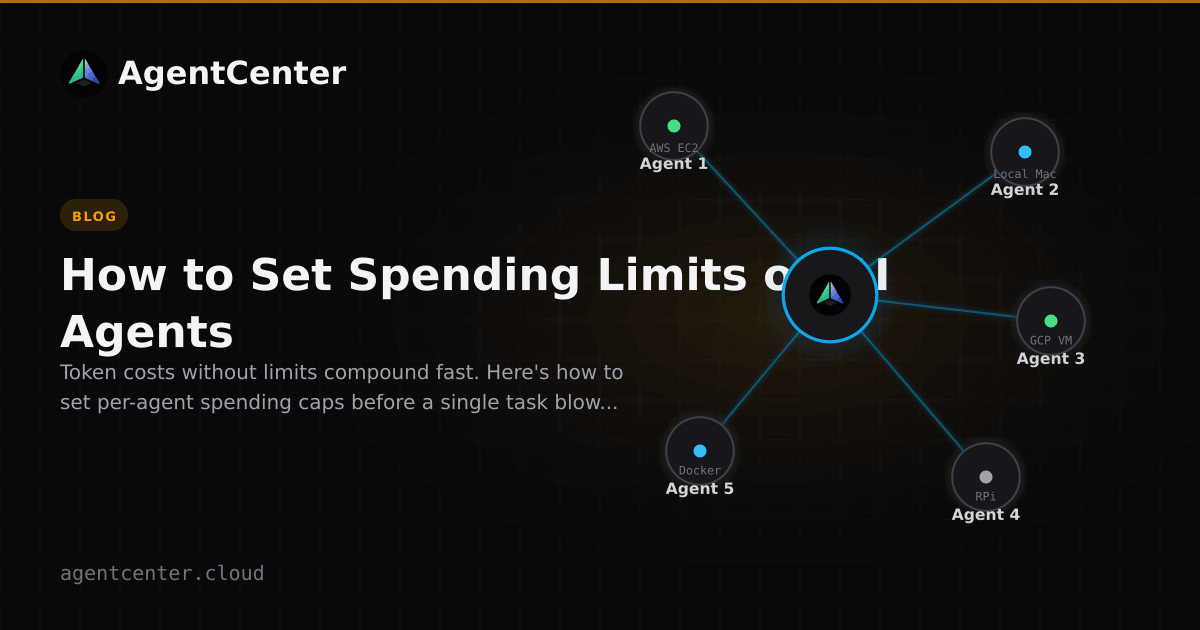 AgentCenter
BLOG
How to Set Spending Limits o I
Agents
Token costs without limits compound fast. Here's how to
set per-agent spending caps before a single task blow...
agentcenter.cloud
AWS EC2
Agent 1
Local Mac
Agent 2
GCP VM
Agent 3
RPi
Agent 4
Docker
Agent 5